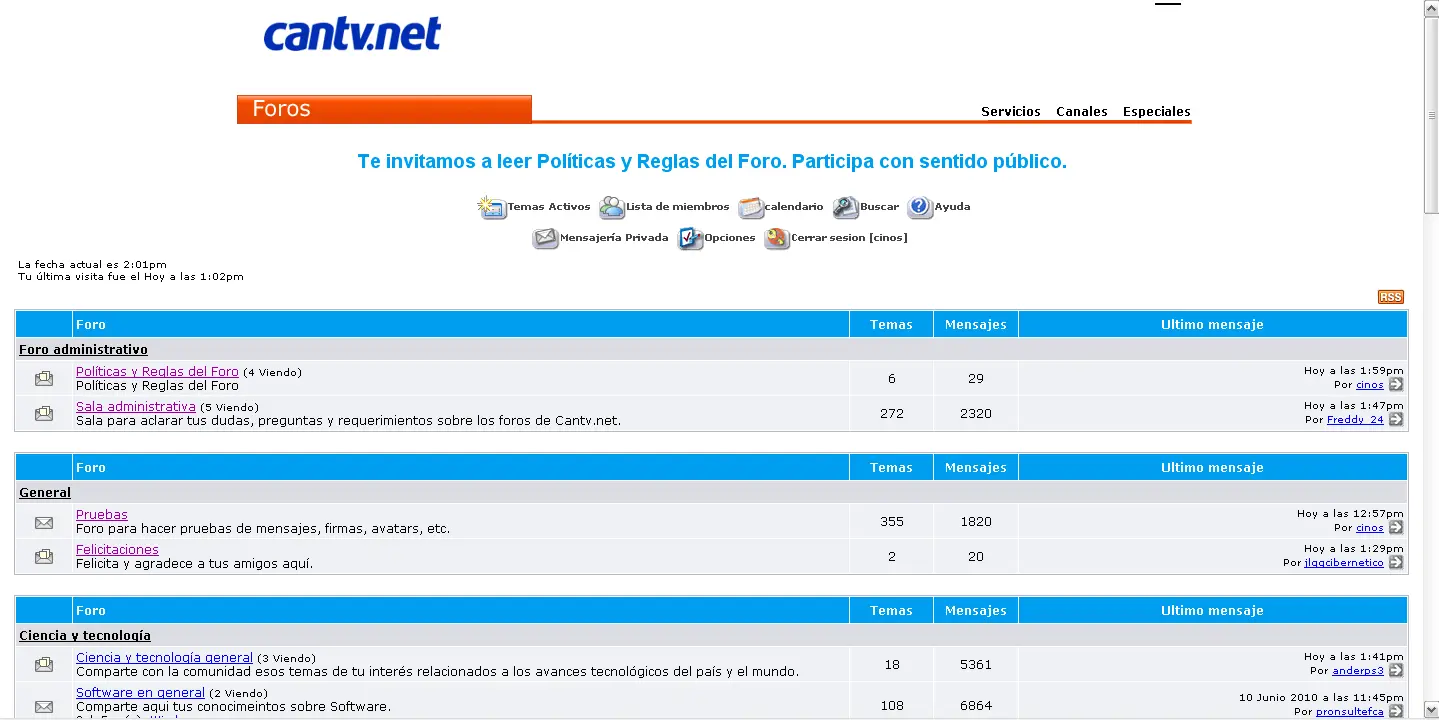 cantv.net
Foros
Servicios Canales Especiales
Te invitamos a leer Políticas y Reglas del Foro. Participa con sentido público.
Temas Activos Lista de miembros calendario Buscar Ayuda
Mensajería Privada Opciones Cerrar sesion [cinos]
La fecha actual es 2:01pm
Tu última visita fue el Hoy a las 1:02pm
RSS
Foro Temas Mensajes Ultimo mensaje
Foro administrativo
Políticas y Reglas del Foro (4 Viendo)
Políticas y Reglas del Foro
6 29
Hoy a las 1:59pm
Por cinos
Sala administrativa (5 Viendo)
Sala para aclarar tus dudas, preguntas y requerimientos sobre los foros de Cantv.net.
272 2320
Hoy a las 1:47pm
Por Freddy_24
Foro Temas Mensajes Ultimo mensaje
General
Pruebas
Foro para hacer pruebas de mensajes, firmas, avatars, etc.
355 1820
Hoy a las 12:57pm
Por cinos
Felicitaciones
Felicita y agradece a tus amigos aquí.
2 20
Hoy a las 1:29pm
Por jlgqcibernetico
Foro Temas Mensajes Ultimo mensaje
Ciencia y tecnología
Ciencia y tecnología general (3 Viendo)
Comparte con la comunidad esos temas de tu interés relacionados a los avances tecnológicos del país y el mundo.
18 5361
Hoy a las 1:41pm
Por anderps3
Software en general (2 Viendo)
Comparte aqui tus conocimeintos sobre Software.
108 6864
10 Junio 2010 a las 11:45pm
Por pronsultefca